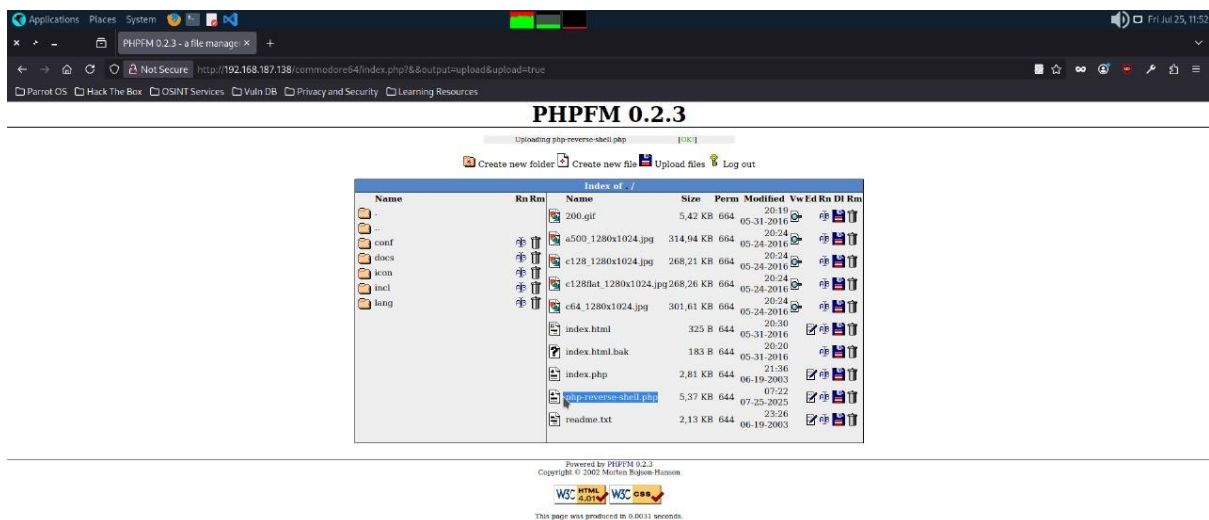 Applications Places System Fri Jul 25, 11:52
PHPFM 0.2.3 - a file manager
Not Secure http://192.168.187.138/commodore64/index.php?&&output=upload&upload=true
Parrot OS Hack The Box OSINT Services Vuln DB Privacy and Security Learning Resources
PHPFM 0.2.3
Uploading php-reverse-shell.php [OK!]
Create new folder Create new file Upload files Log out
Index of ./
Name Rn Rm Name Size Perm Modified Vw Ed Rn Dl Rm
.
..
conf
docs
icon
incl
lang
200.gif 5,42 KB 664 20:19 05-31-2016
a500_1280x1024.jpg 314,94 KB 664 20:24 05-24-2016
c128_1280x1024.jpg 268,21 KB 664 20:24 05-24-2016
c128flat_1280x1024.jpg 268,26 KB 664 20:24 05-24-2016
c64_1280x1024.jpg 301,61 KB 664 20:24 05-24-2016
index.html 325 B 644 20:30 05-31-2016
index.html.bak 183 B 644 20:20 05-31-2016
index.php 2,81 KB 644 21:36 06-19-2003
php-reverse-shell.php 5,37 KB 644 07:22 07-25-2025
readme.txt 2,13 KB 644 23:26 06-19-2003
Powered by PHPFM 0.2.3
Copyright © 2002 Morten Bojsen-Hansen
W3C HTML 4.01 W3C css
This page was produced in 0.0031 seconds.